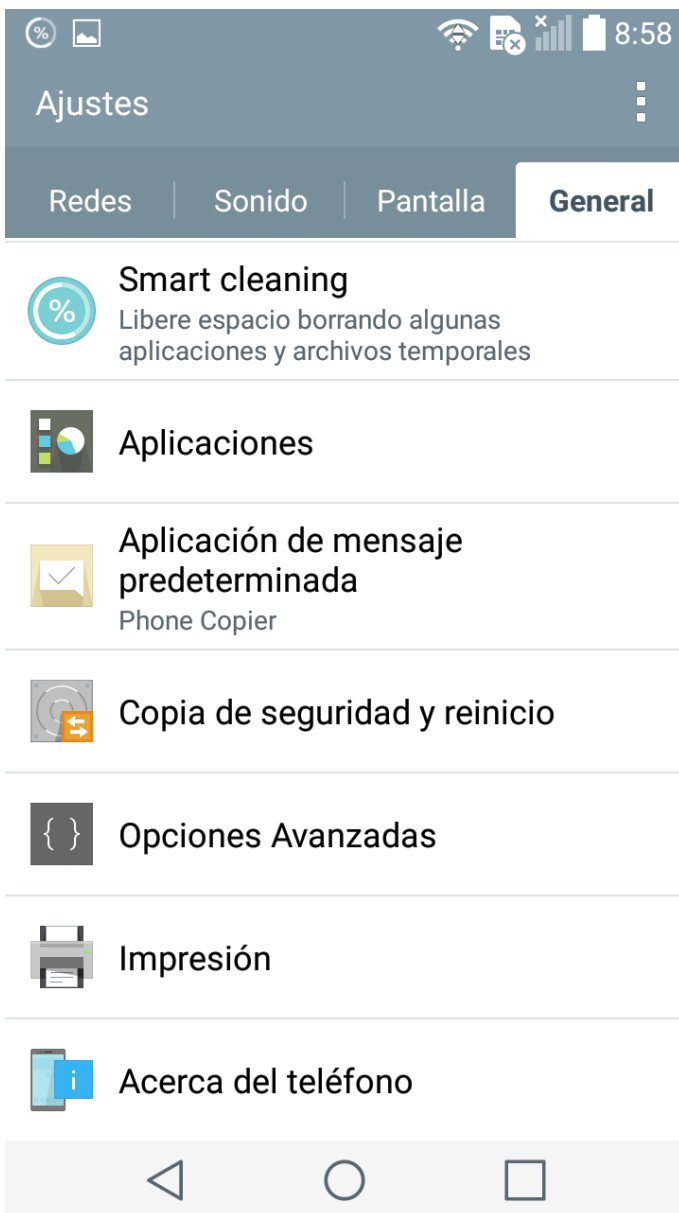 % 8:58
Ajustes
Redes Sonido Pantalla General
%
Smart cleaning
Libere espacio borrando algunas
aplicaciones y archivos temporales
Aplicaciones
Aplicación de mensaje
predeterminada
Phone Copier
Copia de seguridad y reinicio
{ }
Opciones Avanzadas
Impresión
i
Acerca del teléfono